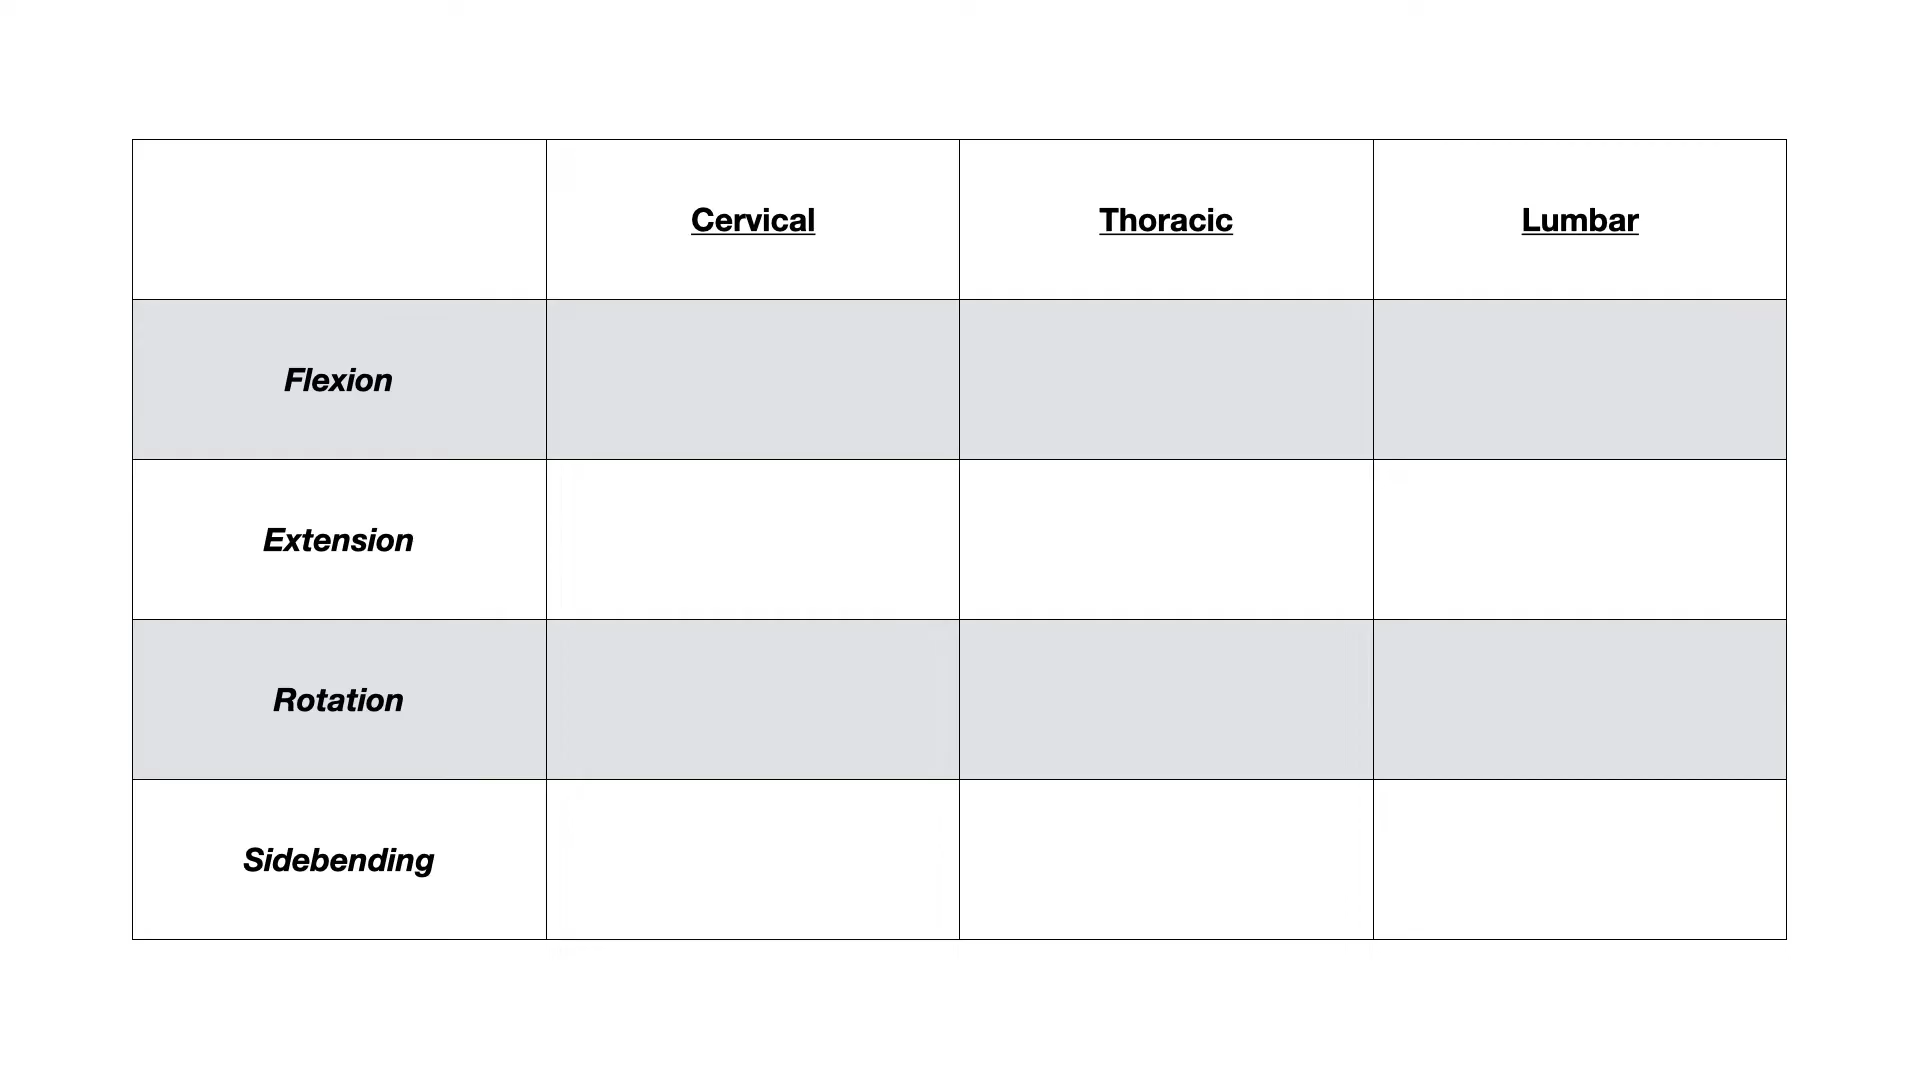 Cervical Thoracic Lumbar
Flexion
Extension
Rotation
Sidebending